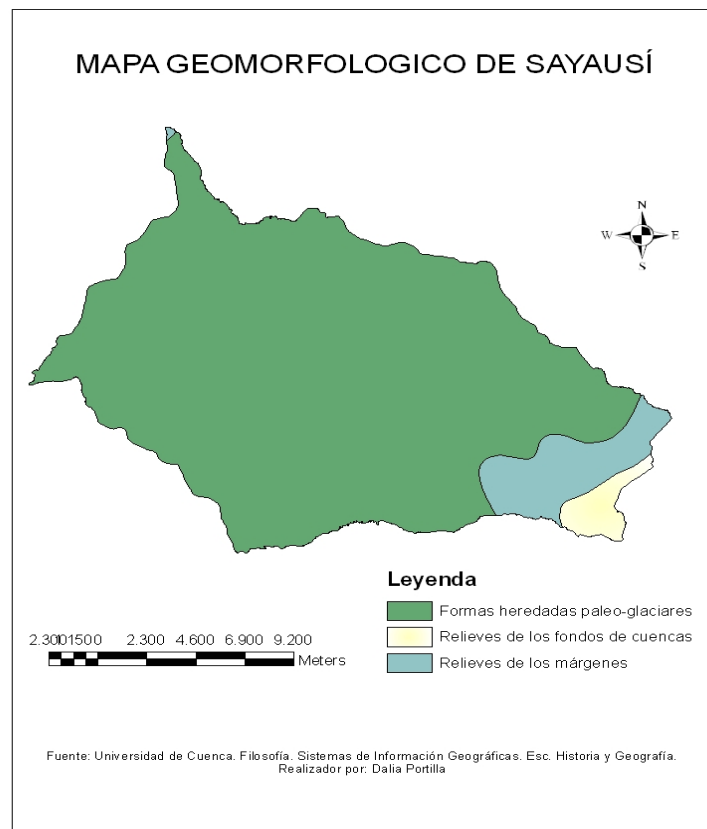 MAPA GEOMORFOLOGICO DE SAYAUSÍ
N
W E
S
Leyenda
Formas heredadas paleo-glaciares
Relieves de los fondos de cuencas
Relieves de los márgenes
2.300 2.300 4.600 6.900 9.200
Meters
Fuente: Universidad de Cuenca. Filosofía. Sistemas de Información Geográficas. Esc. Historia y Geografía.
Realizador por: Dalia Portilla